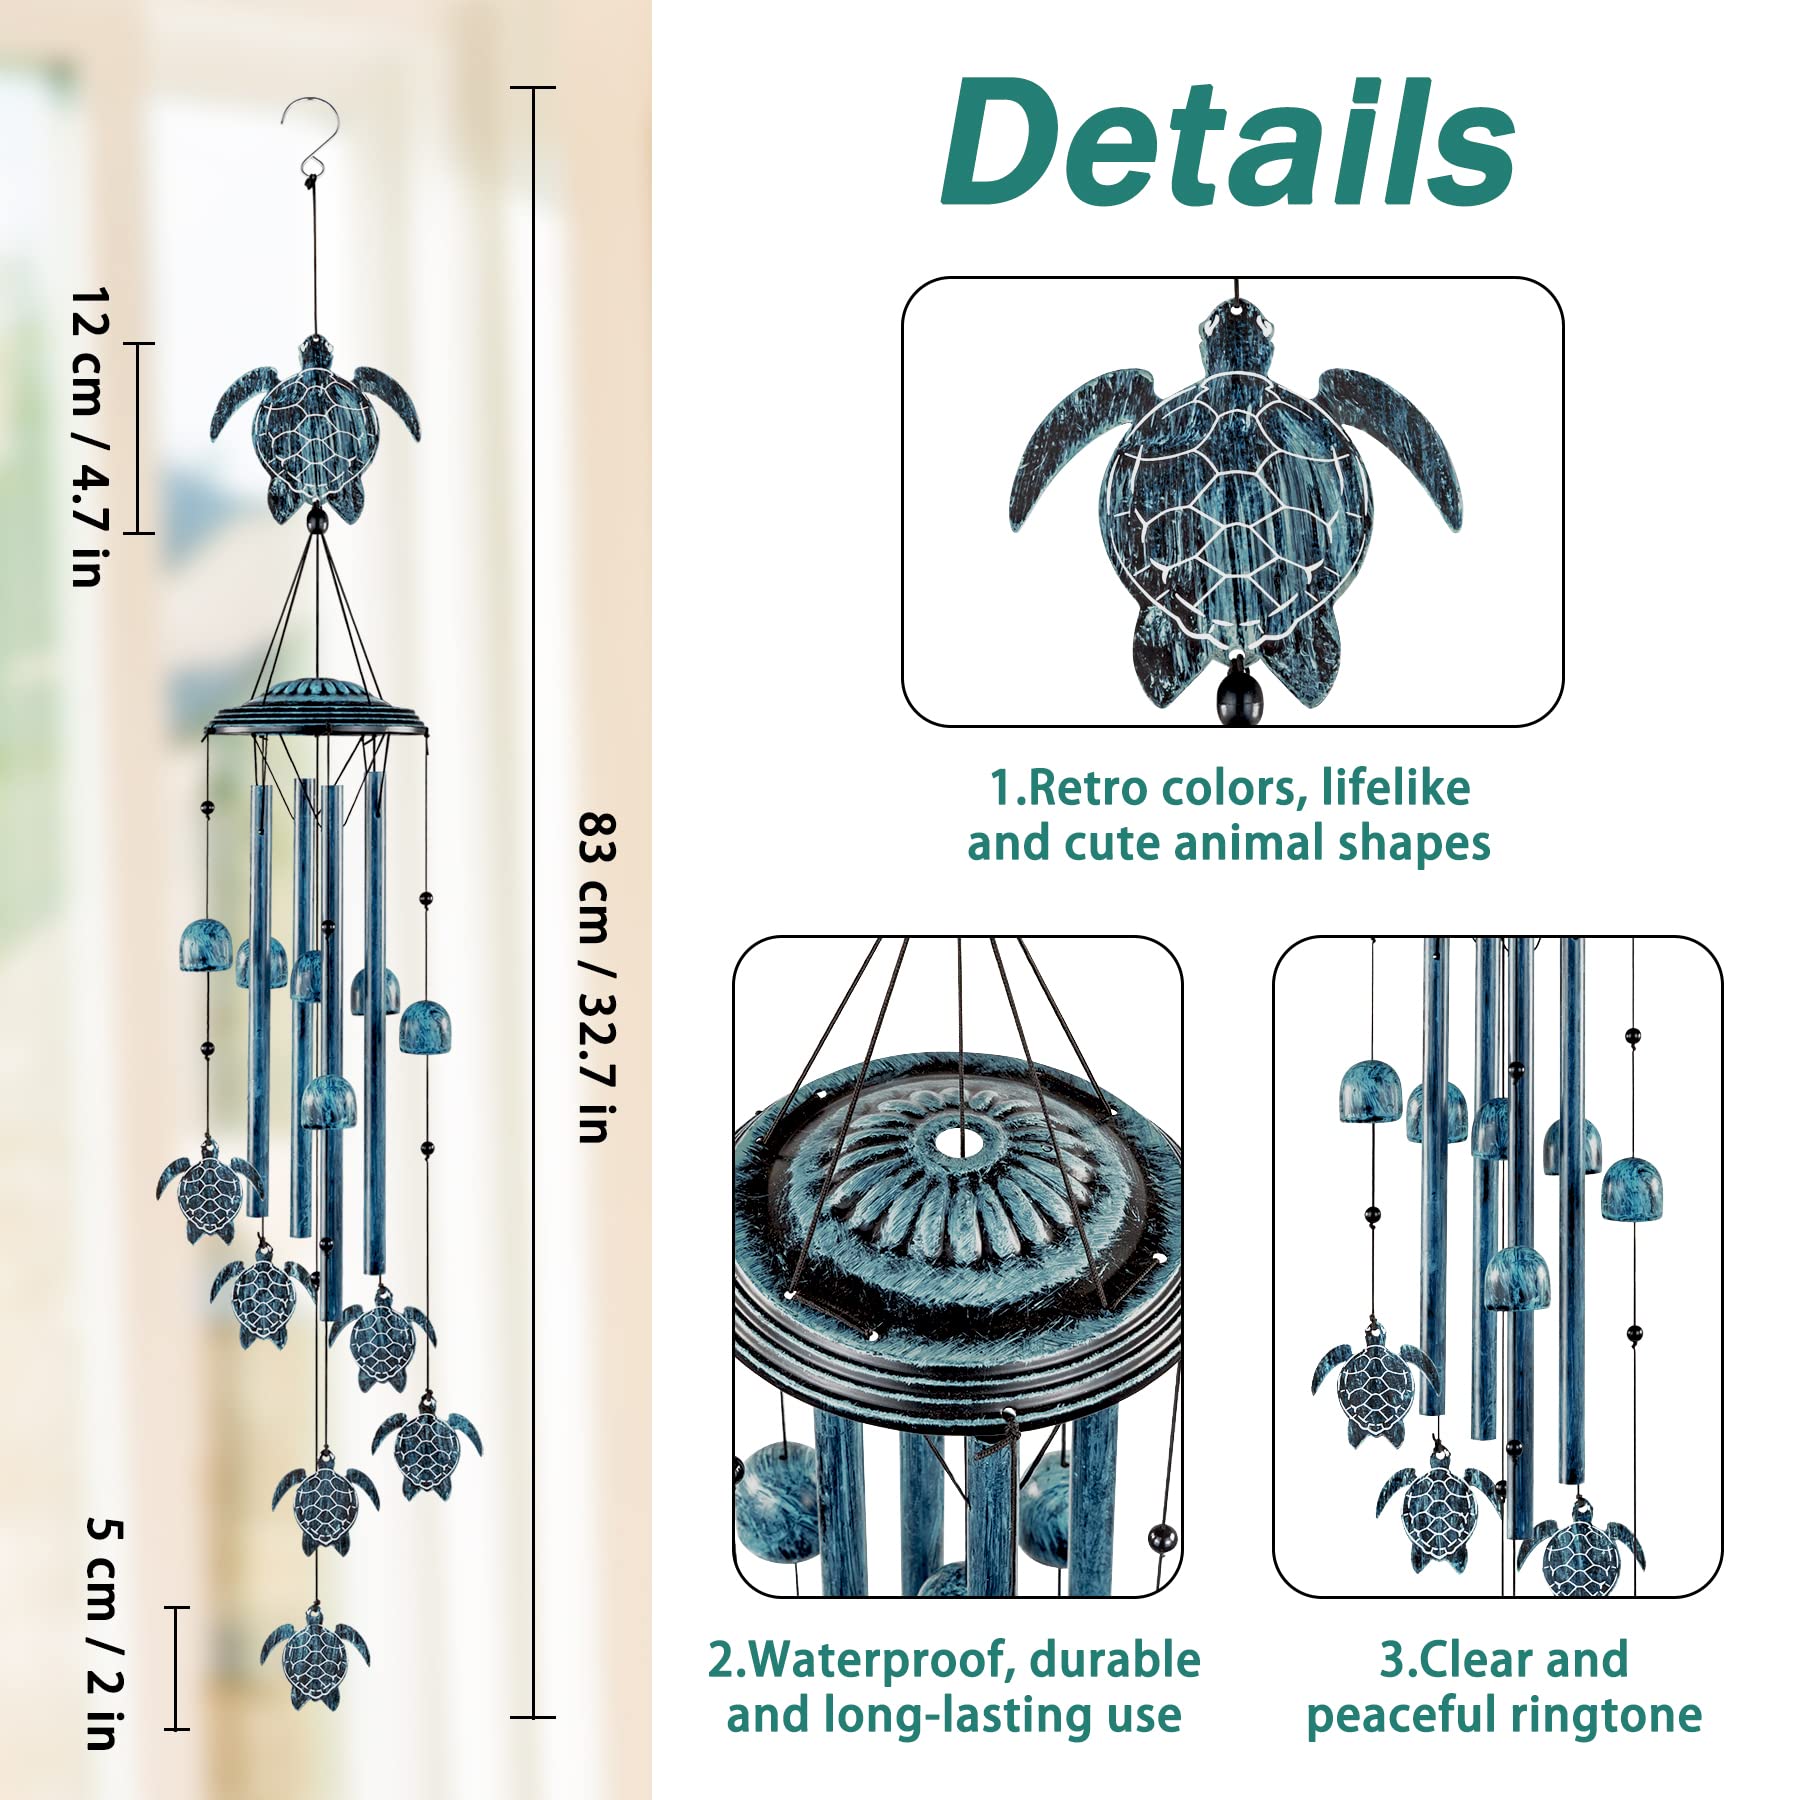 Details
12 cm / 4.7 in
83 cm / 32.7 in
5 cm / 2 in
1.Retro colors, lifelike
and cute animal shapes
2.Waterproof, durable
and long-lasting use
3.Clear and
peaceful ringtone